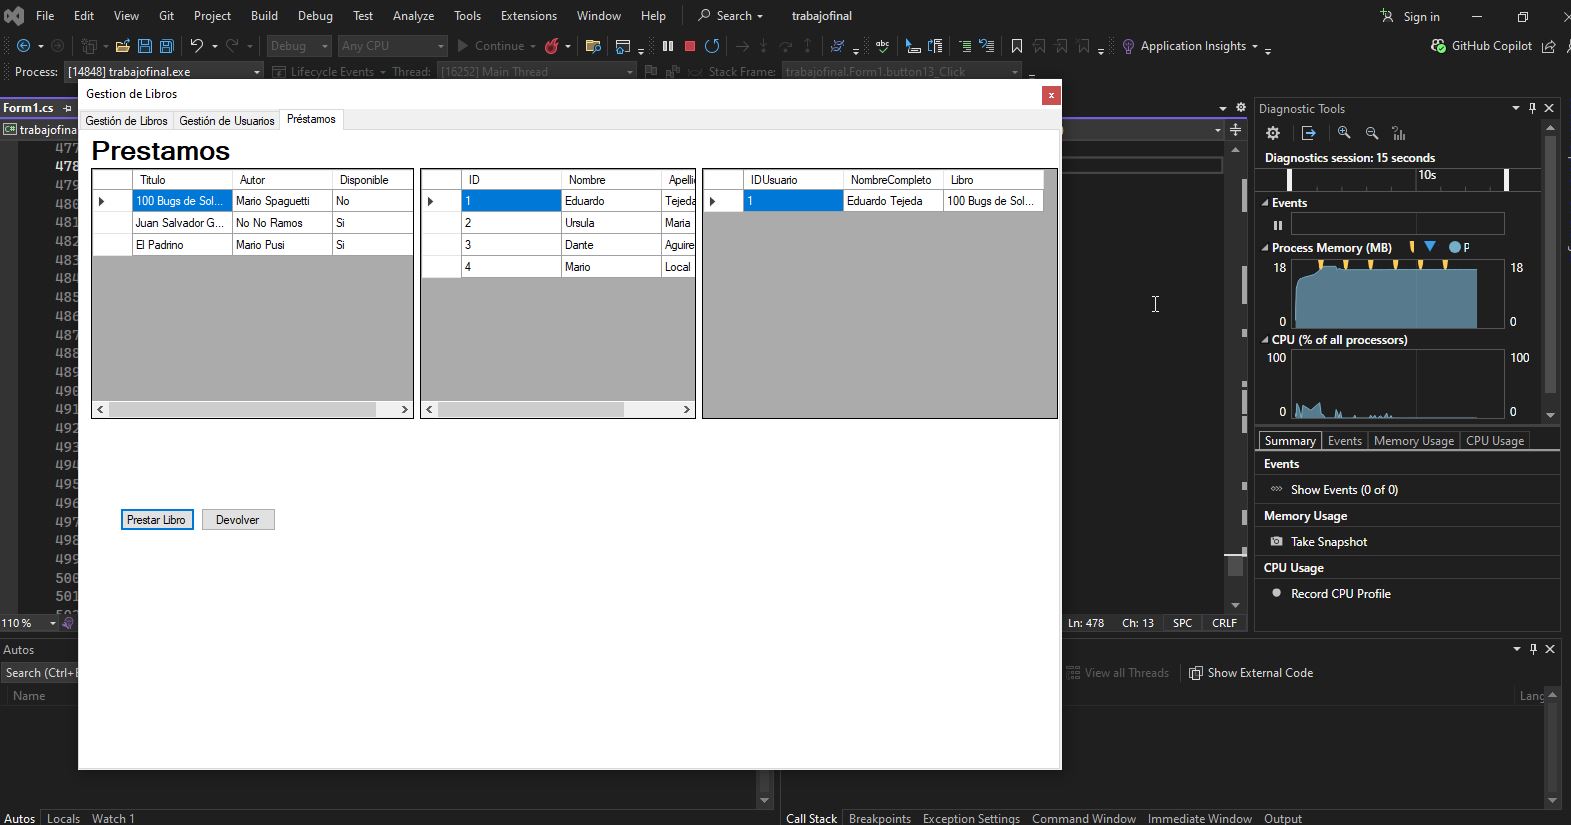 File Edit View Git Project Build Debug Test Analyze Tools Extensions Window Help Search trabajofinal Sign in
Debug Any CPU Continue Application Insights GitHub Copilot
Process: [14848] trabajofinal.exe Lifecycle Events Thread: [16252] Main Thread Stack Frame: trabajofinal.Form1.button13_Click
Form1.cs
C# trabajofina
477
478
479
480
481
482
483
484
485
486
487
488
489
490
491
492
493
494
495
496
497
498
499
500
501
110 %
Gestion de Libros x
Gestión de Libros Gestión de Usuarios Préstamos
Prestamos
Titulo Autor Disponible
100 Bugs de Sol... Mario Spaguetti No
Juan Salvador G... No No Ramos Si
El Padrino Mario Pusi Si
ID Nombre Apellic
1 Eduardo Tejeda
2 Ursula Maria
3 Dante Aguire
4 Mario Local
IDUsuario NombreCompleto Libro
1 Eduardo Tejeda 100 Bugs de Sol...
Prestar Libro Devolver
Ln: 478 Ch: 13 SPC CRLF
Diagnostic Tools
Diagnostics session: 15 seconds
10s
Events
Process Memory (MB) P
18 18
0 0
CPU (% of all processors)
100 100
0 0
Summary Events Memory Usage CPU Usage
Events
Show Events (0 of 0)
Memory Usage
Take Snapshot
CPU Usage
Record CPU Profile
Autos
Search (Ctrl+E
Name
View all Threads Show External Code
Lang
Autos Locals Watch 1
Call Stack Breakpoints Exception Settings Command Window Immediate Window Output